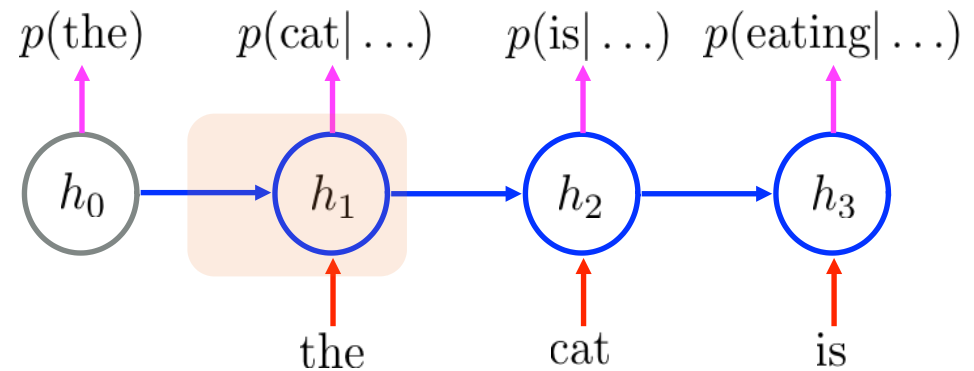 p(the) p(cat| . . .) p(is| . . .) p(eating| . . .)
h₀ h₁ h₂ h₃
the cat is